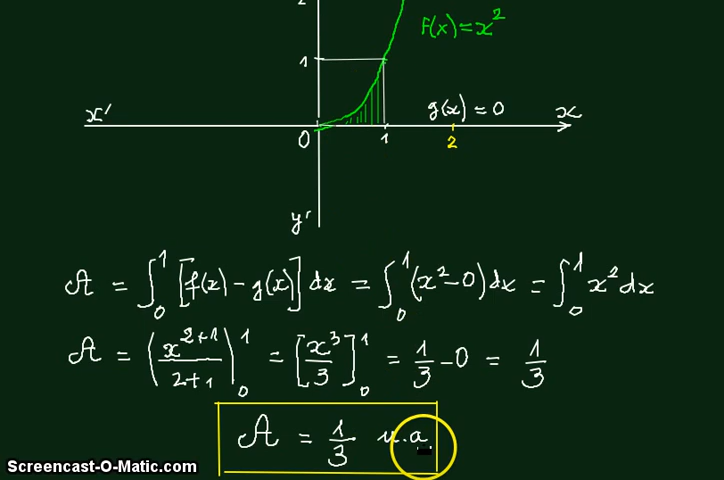 2
F(x)=x²
1
x' g(x)=0 x
0 1 2
y'
𝒜 = ∫₀¹ [f(x) – g(x)] dx = ∫₀¹ (x² – 0) dx = ∫₀¹ x² dx
𝒜 = (x²⁺¹/2+1|₀¹ = [x³/3]₀¹ = 1/3 – 0 = 1/3
𝒜 = 1/3 u.a.
Screencast-O-Matic.com